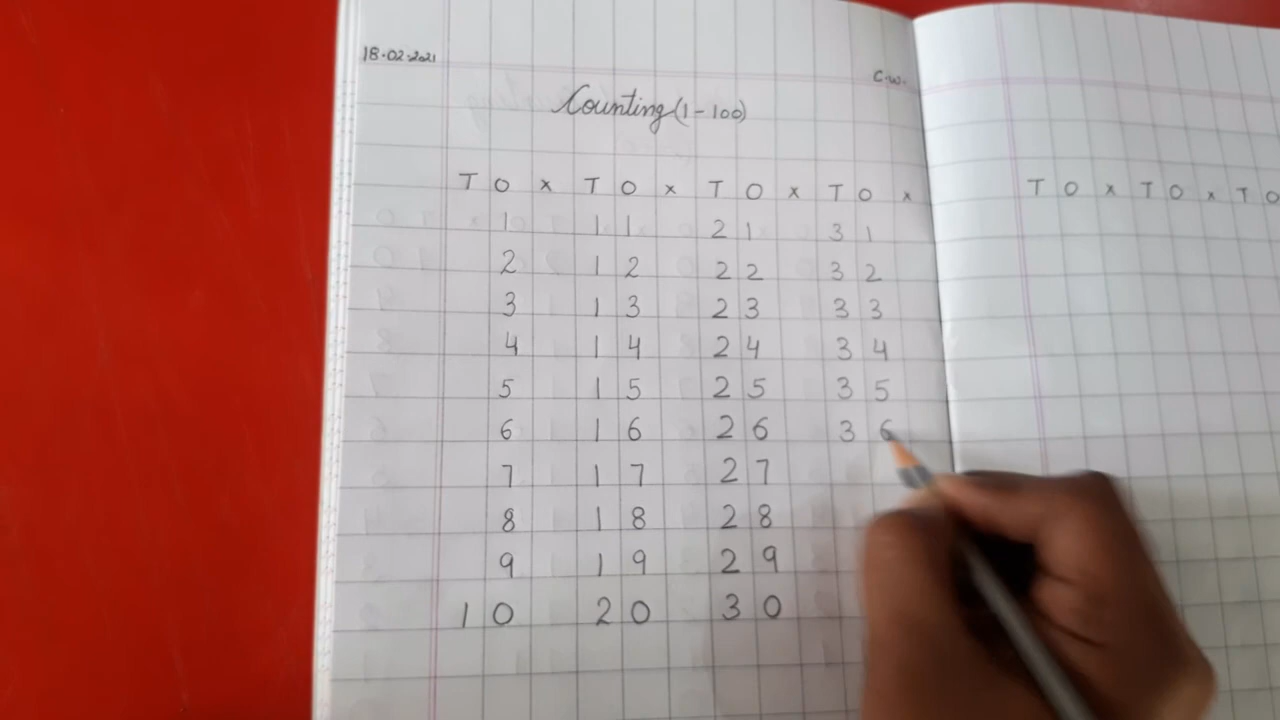 18.02.2021
C.W.
Counting (1-100)
T O x T O x T O x T O x T O x T O x T O
1 1 1 2 1 3 1
2 1 2 2 2 3 2
3 1 3 2 3 3 3
4 1 4 2 4 3 4
5 1 5 2 5 3 5
6 1 6 2 6 3 6
7 1 7 2 7
8 1 8 2 8
9 1 9 2 9
1 0 2 0 3 0